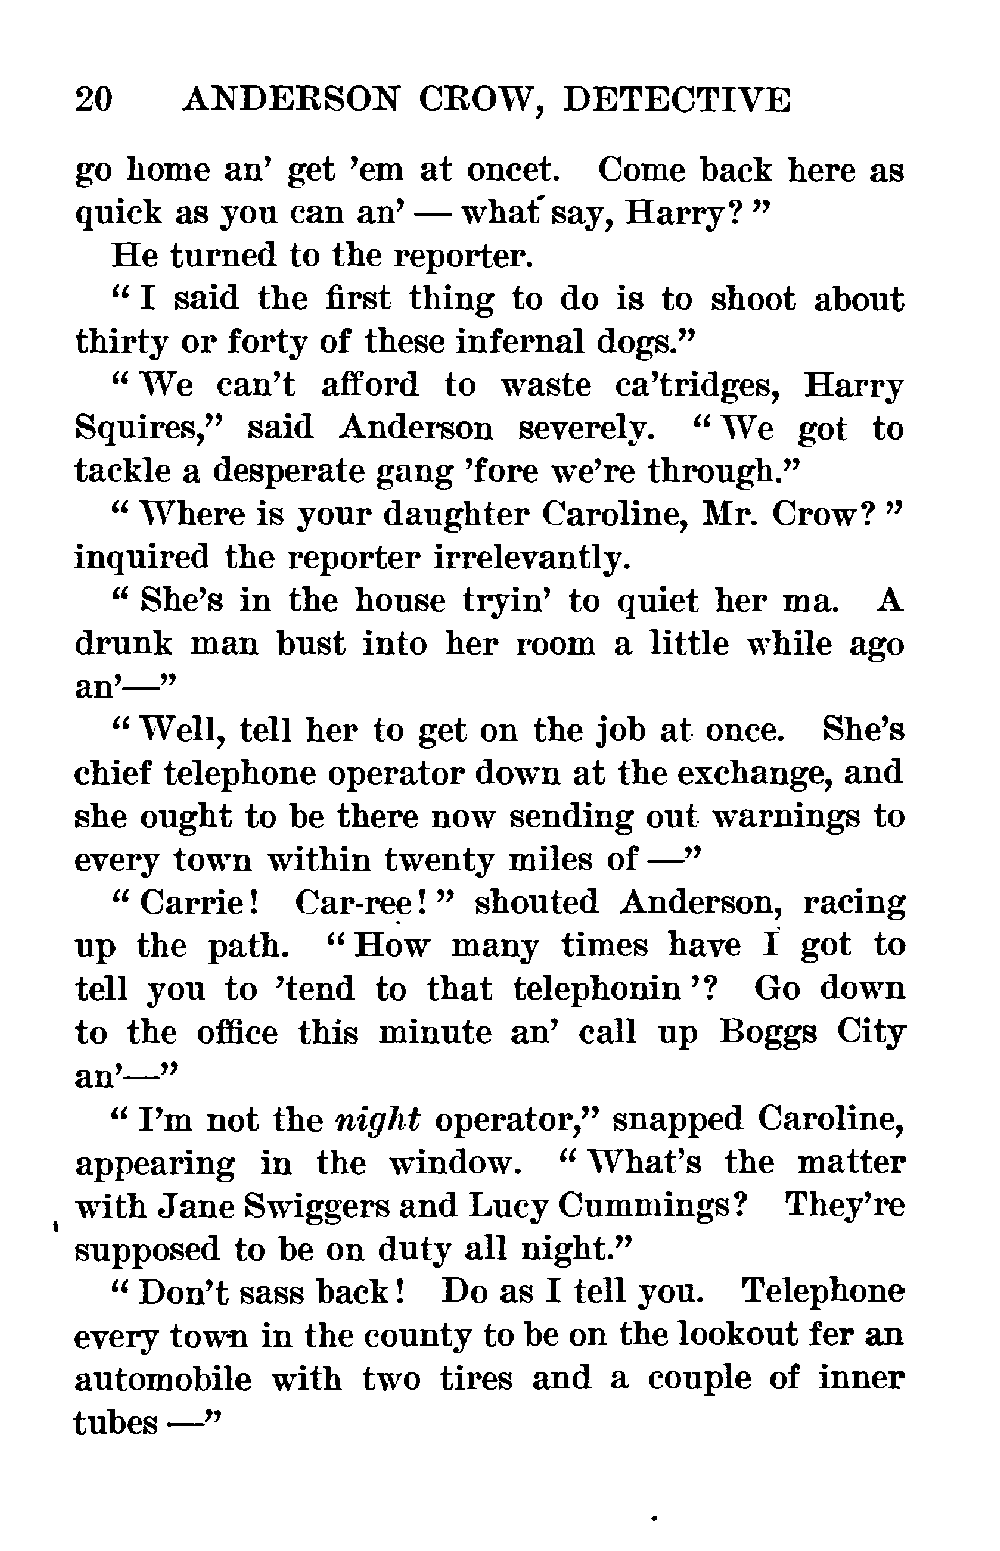 20 ANDERSON CROW, DETECTIVE
go home an' get 'em at oncet. Come back here as
quick as you can an' — what say, Harry? "
He turned to the reporter.
" I said the first thing to do is to shoot about
thirty or forty of these infernal dogs."
" We can't afford to waste ca'tridges, Harry
Squires," said Anderson severely. " We got to
tackle a desperate gang 'fore we're through."
" Where is your daughter Caroline, Mr. Crow? "
inquired the reporter irrelevantly.
" She's in the house tryin' to quiet her ma. A
drunk man bust into her room a little while ago
an'—"
" Well, tell her to get on the job at once. She's
chief telephone operator down at the exchange, and
she ought to be there now sending out warnings to
every town within twenty miles of —"
" Carrie! Car-ree! " shouted Anderson, racing
up the path. " How many times have I got to
tell you to 'tend to that telephonin '? Go down
to the office this minute an' call up Boggs City
an'—"
" I'm not the night operator," snapped Caroline,
appearing in the window. " What's the matter
with Jane Swiggers and Lucy Cummings? They're
supposed to be on duty all night."
" Don't sass back! Do as I tell you. Telephone
every town in the county to be on the lookout fer an
automobile with two tires and a couple of inner
tubes —"